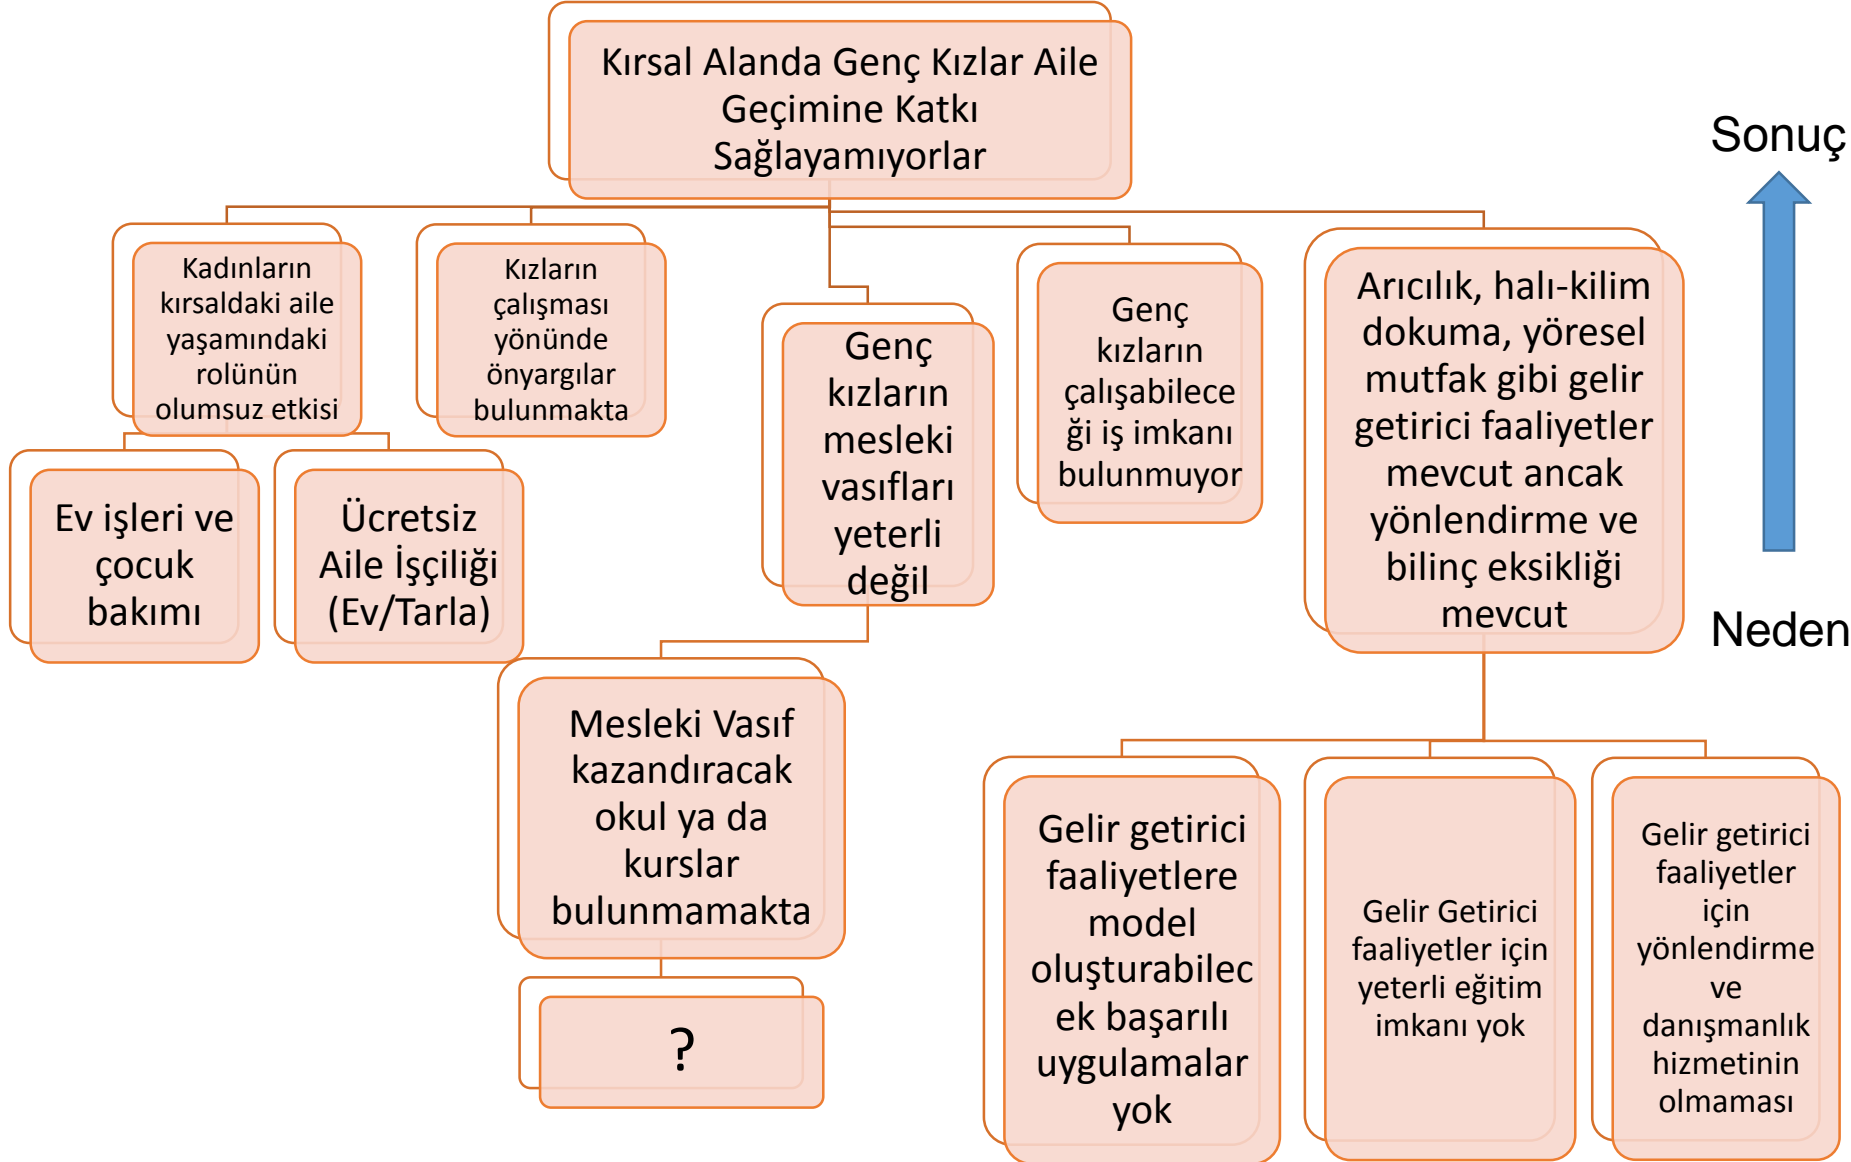 Kırsal Alanda Genç Kızlar Aile
Geçimine Katkı
Sağlayamıyorlar
Sonuç
Neden
Kadınların
kırsaldaki aile
yaşamındaki
rolünün
olumsuz etkisi
Kızların
çalışması
yönünde
önyargılar
bulunmakta
Genç
kızların
mesleki
vasıfları
yeterli
değil
Genç
kızların
çalışabilece
ği iş imkanı
bulunmuyor
Arıcılık, halı-kilim
dokuma, yöresel
mutfak gibi gelir
getirici faaliyetler
mevcut ancak
yönlendirme ve
bilinç eksikliği
mevcut
Ev işleri ve
çocuk
bakımı
Ücretsiz
Aile İşçiliği
(Ev/Tarla)
Mesleki Vasıf
kazandıracak
okul ya da
kurslar
bulunmamakta
?
Gelir getirici
faaliyetlere
model
oluşturabilec
ek başarılı
uygulamalar
yok
Gelir Getirici
faaliyetler için
yeterli eğitim
imkanı yok
Gelir getirici
faaliyetler
için
yönlendirme
ve
danışmanlık
hizmetinin
olmaması